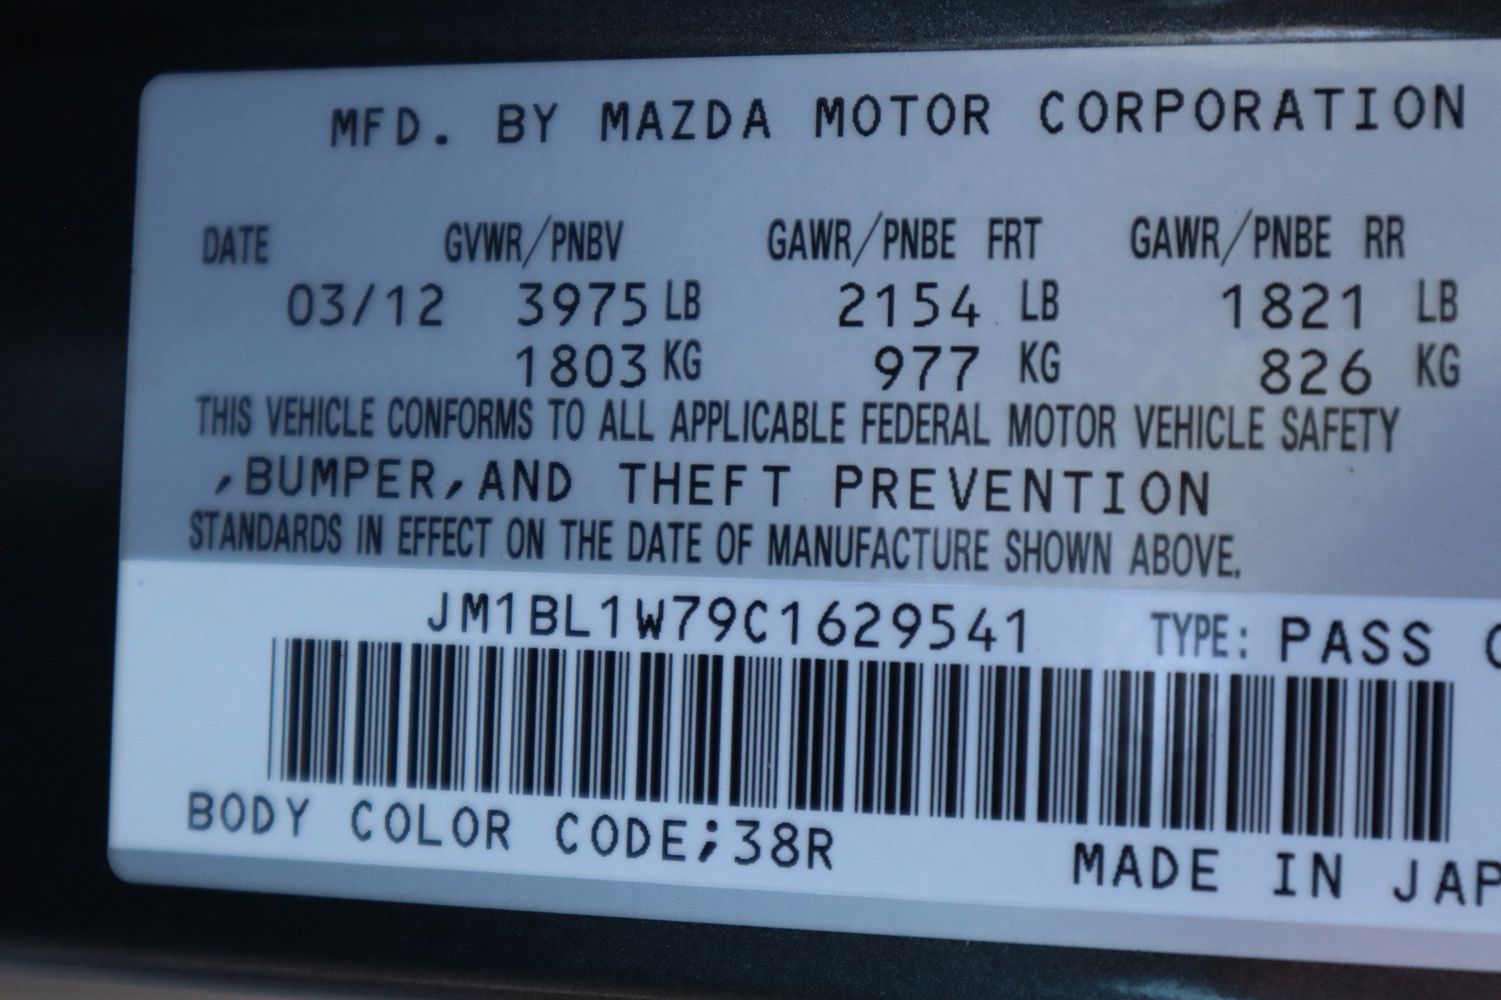 MFD. BY MAZDA MOTOR CORPORATION
DATE GVWR/PNBV GAWR/PNBE FRT GAWR/PNBE RR
03/12 3975 LB 2154 LB 1821 LB
1803 KG 977 KG 826 KG
THIS VEHICLE CONFORMS TO ALL APPLICABLE FEDERAL MOTOR VEHICLE SAFETY
,BUMPER,AND THEFT PREVENTION
STANDARDS IN EFFECT ON THE DATE OF MANUFACTURE SHOWN ABOVE.
JM1BL1W79C1629541 TYPE: PASS
BODY COLOR CODE;38R MADE IN JAP